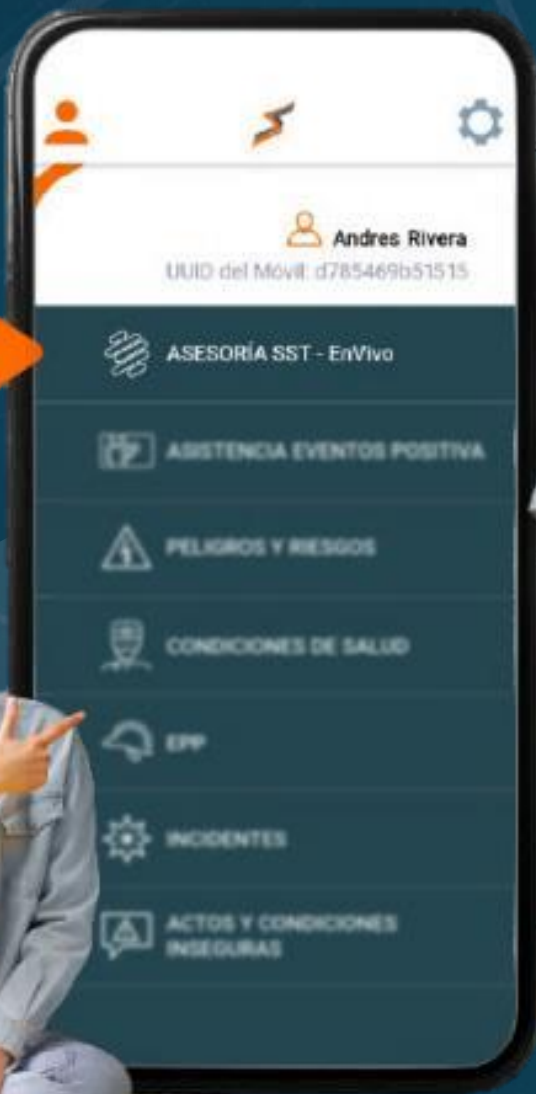 Andres Rivera
UUID del Móvil: d785469b51515
ASESORÍA SST - EnVivo
ASISTENCIA EVENTOS POSITIVA
PELIGROS Y RIESGOS
CONDICIONES DE SALUD
EPP
INCIDENTES
ACTOS Y CONDICIONES
INSEGURAS